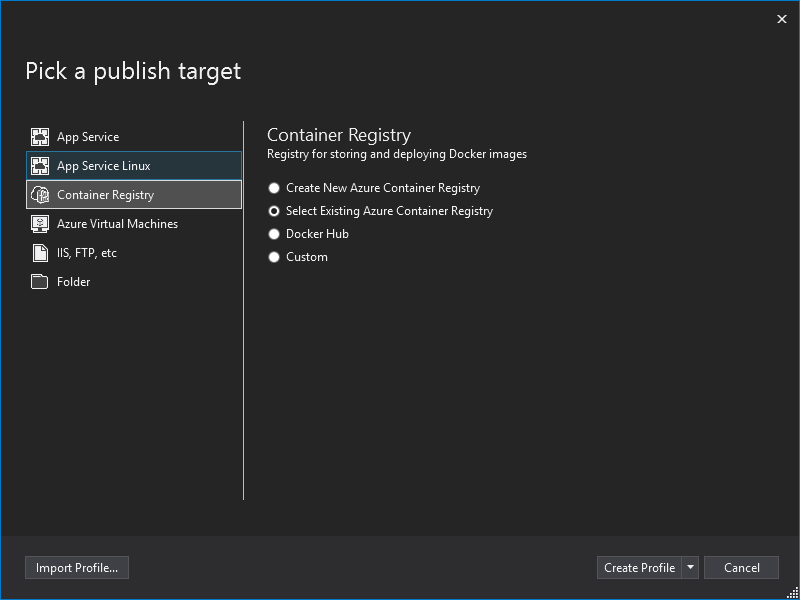 Pick a publish target
App Service
App Service Linux
Container Registry
Azure Virtual Machines
IIS, FTP, etc
Folder
Container Registry
Registry for storing and deploying Docker images
Create New Azure Container Registry
Select Existing Azure Container Registry
Docker Hub
Custom
Import Profile...
Create Profile
Cancel